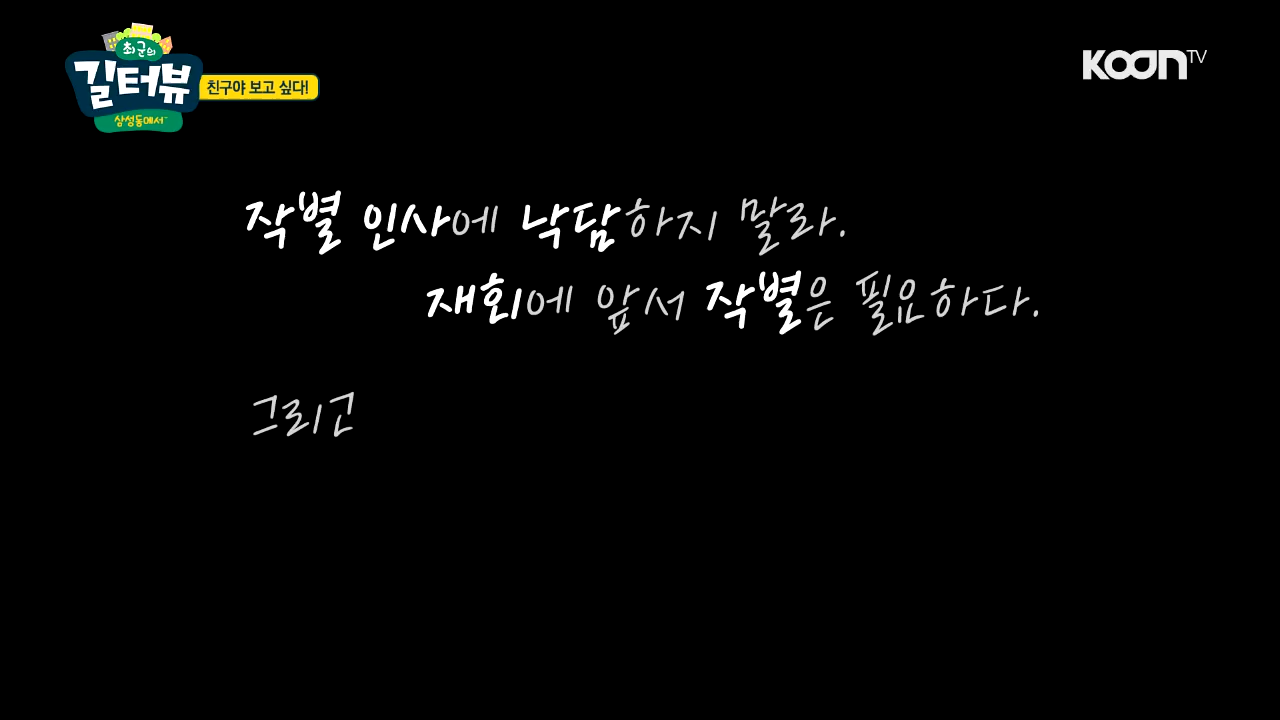 최군의
길터뷰
삼성동에서~
친구야 보고 싶다!
KOON TV
작별 인사에 낙담하지 말라.
재회에 앞서 작별은 필요하다.
그리고